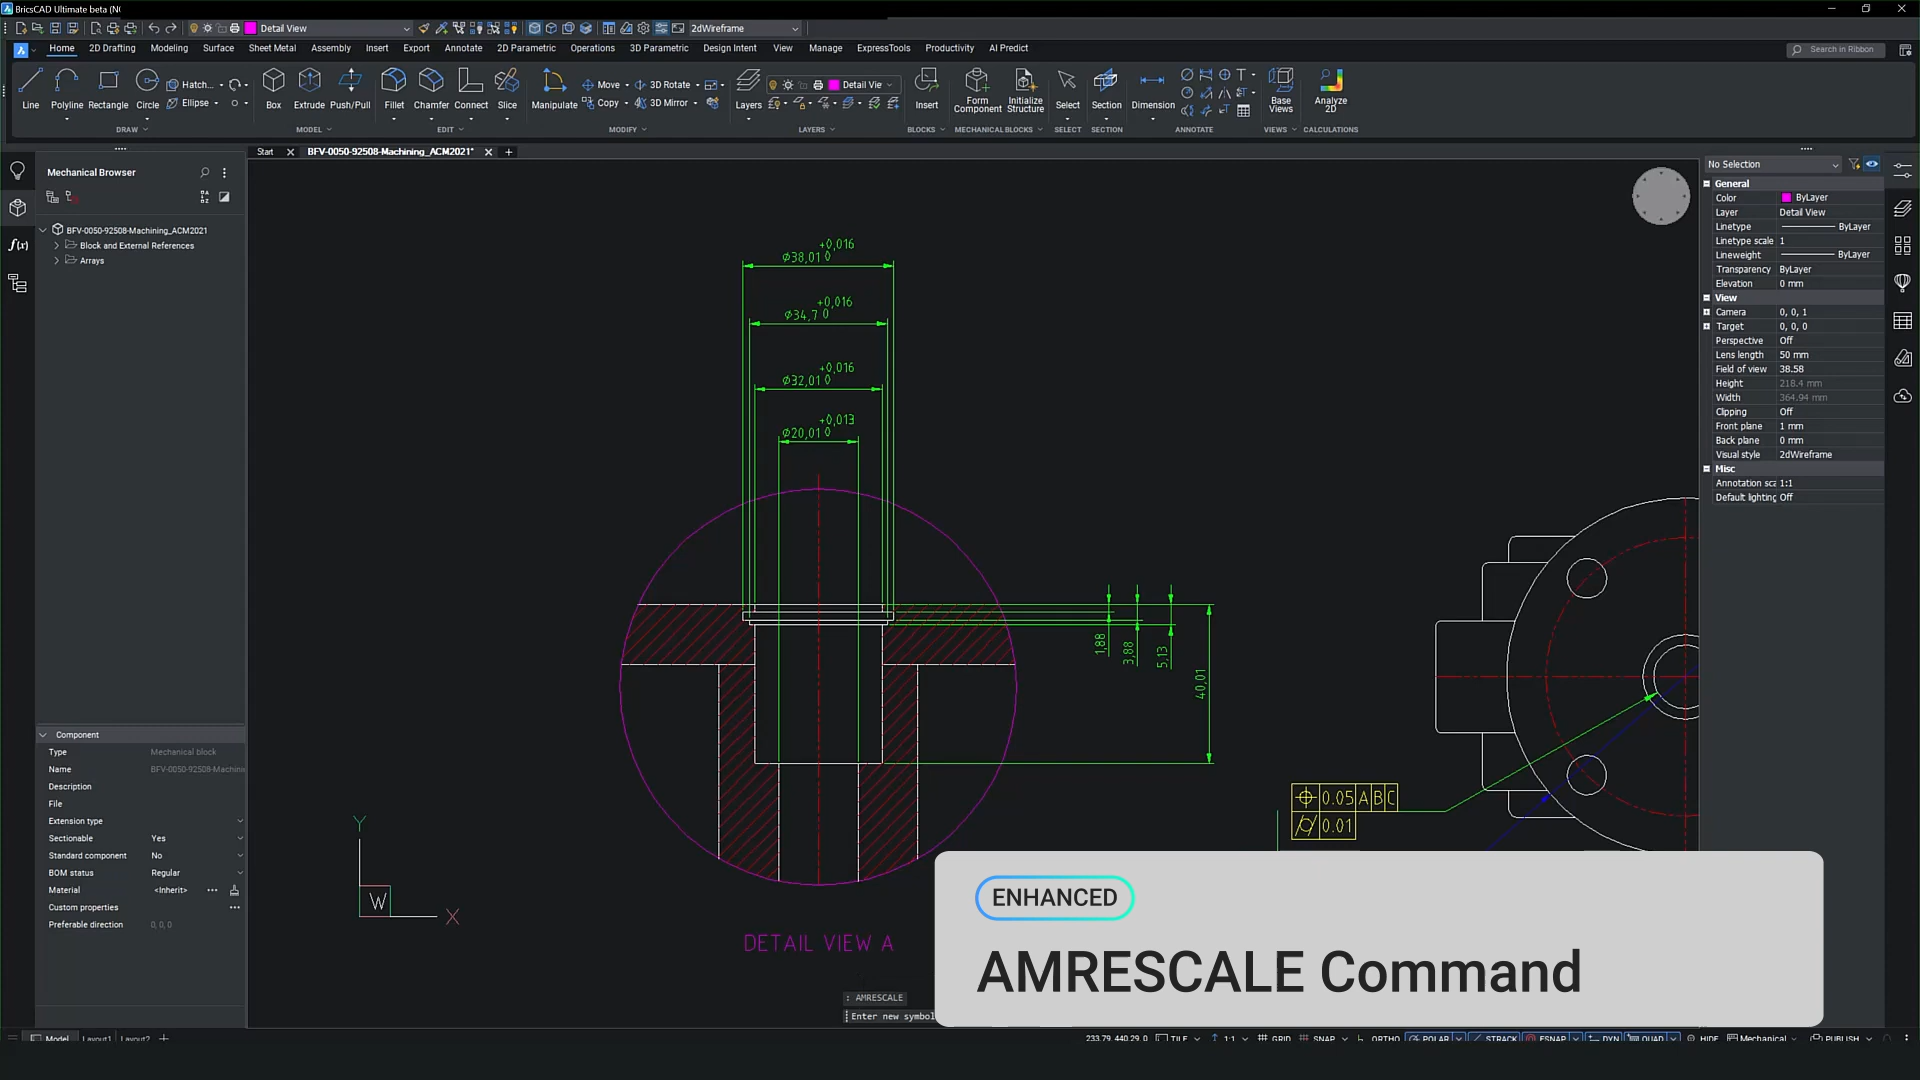 BricsCAD Ultimate beta (NC
Detail View
2dWireframe
Home 2D Drafting Modeling Surface Sheet Metal Assembly Insert Export Annotate 2D Parametric Operations 3D Parametric Design Intent View Manage ExpressTools Productivity AI Predict
Search in Ribbon
Line Polyline Rectangle Circle Hatch... Ellipse
Box Extrude Push/Pull
Fillet Chamfer Connect Slice
Manipulate Move Copy 3D Rotate 3D Mirror
Layers Detail Vie
Insert
Form Component
Initialize Structure
Select
Section
Dimension
Base Views
Analyze 2D
DRAW MODEL EDIT MODIFY LAYERS BLOCKS MECHANICAL BLOCKS SELECT SECTION ANNOTATE VIEWS CALCULATIONS
Start
BFV-0050-92508-Machining_ACM2021*
Mechanical Browser
BFV-0050-92508-Machining_ACM2021
Block and External References
Arrays
Component
Type Mechanical block
Name BFV-0050-92508-Machini
Description
File
Extension type
Sectionable Yes
Standard component No
BOM status Regular
Material <Inherit>
Custom properties
Preferable direction 0, 0, 0
+0,016
⌀38,01 0
+0,016
⌀34,7 0
+0,016
⌀32,01 0
+0,013
⌀20,01 0
1,88
3,88
5,13
40,01
0.05 A B C
0.01
Y
W
X
DETAIL VIEW A
: AMRESCALE
Enter new symbol
ENHANCED
AMRESCALE Command
No Selection
General
Color ByLayer
Layer Detail View
Linetype ByLayer
Linetype scale 1
Lineweight ByLayer
Transparency ByLayer
Elevation 0 mm
View
Camera 0, 0, 1
Target 0, 0, 0
Perspective Off
Lens length 50 mm
Field of view 38.58
Height 218.4 mm
Width 364.94 mm
Clipping Off
Front plane 1 mm
Back plane 0 mm
Visual style 2dWireframe
Misc
Annotation sca 1:1
Default lighting Off
Model Layout1 Layout2
233.79, 440.29, 0 TILE 1:1 GRID SNAP ORTHO POLAR STRACK ESNAP DYN QUAD HIDE Mechanical PUBLISH